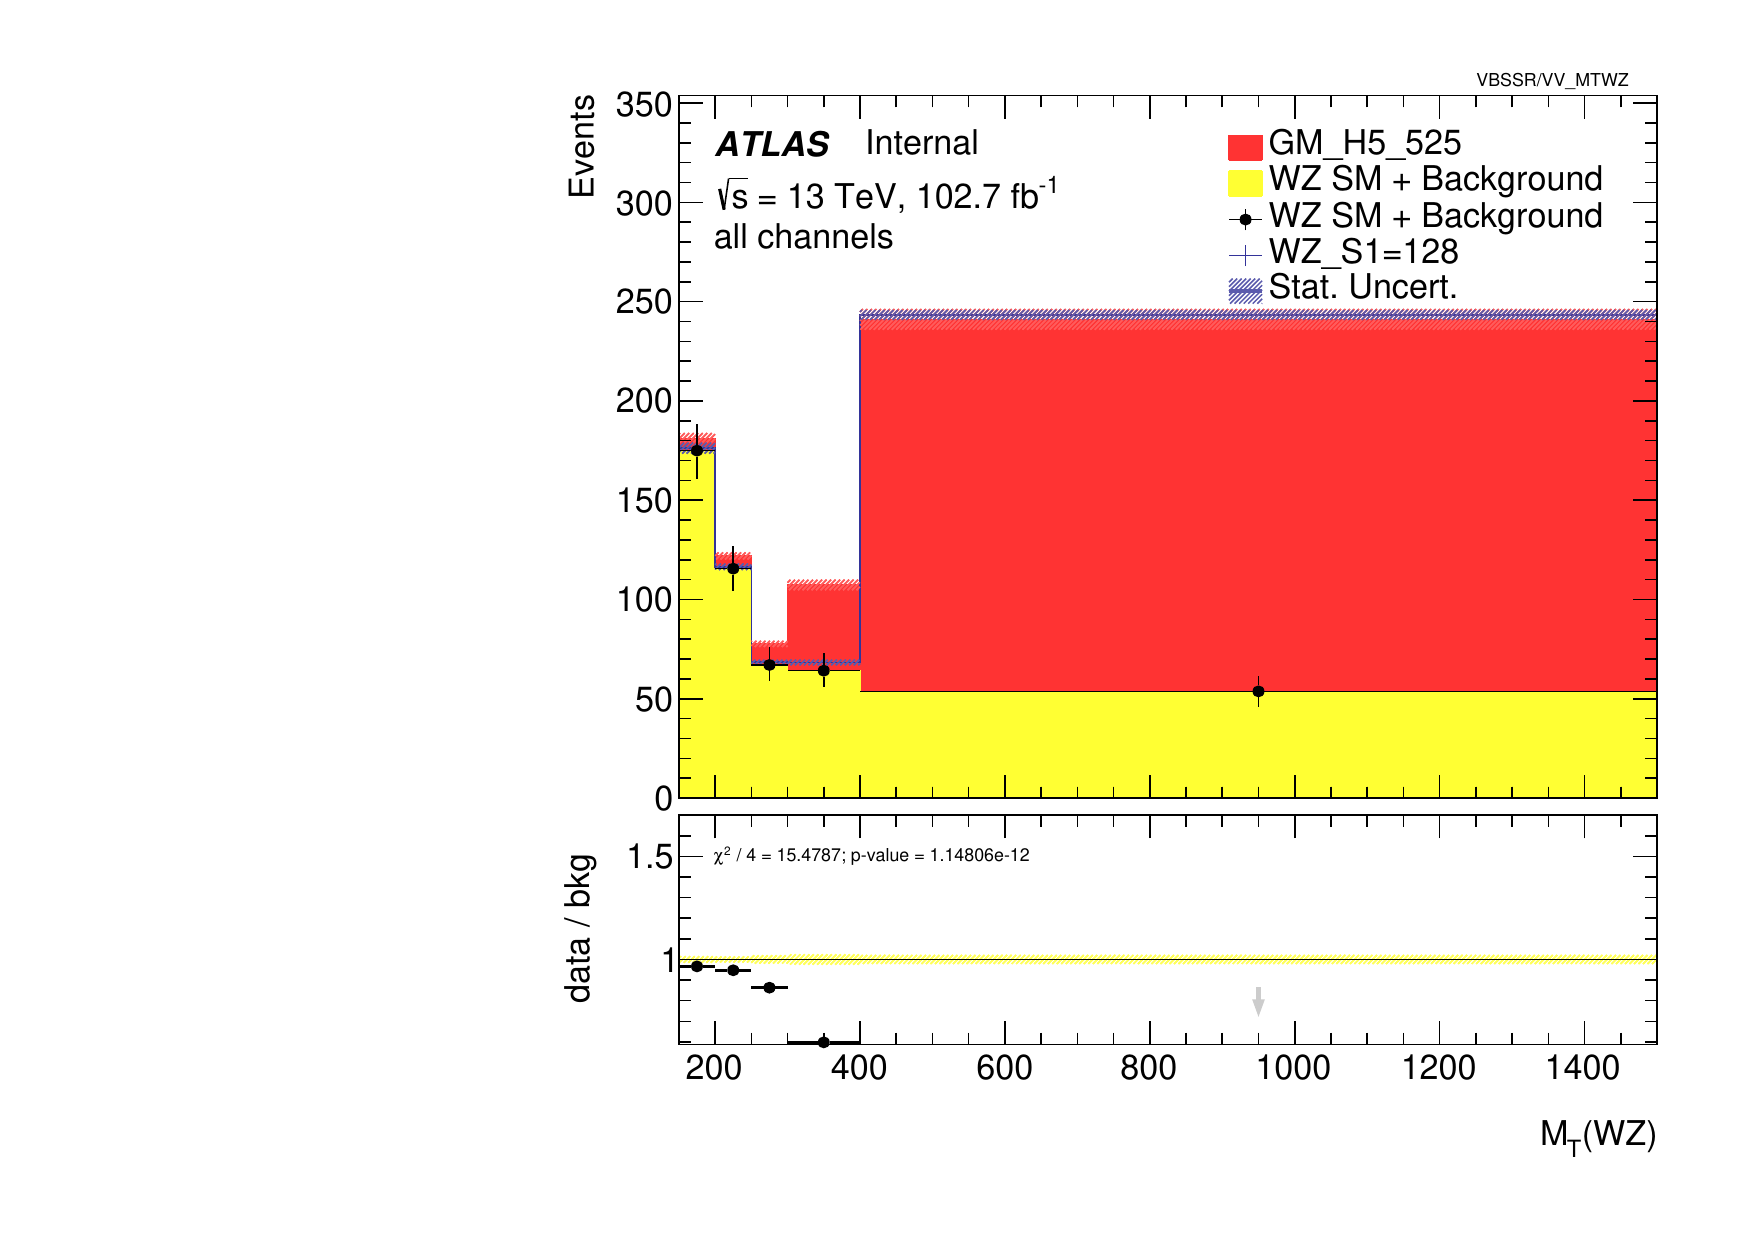 VBSSR/VV_MTWZ
Events
350
300
250
200
150
100
50
0
ATLAS Internal
√s = 13 TeV, 102.7 fb⁻¹
all channels
GM_H5_525
WZ SM + Background
WZ SM + Background
WZ_S1=128
Stat. Uncert.
data / bkg
1.5
1
χ² / 4 = 15.4787; p-value = 1.14806e-12
200 400 600 800 1000 1200 1400
M_T(WZ)